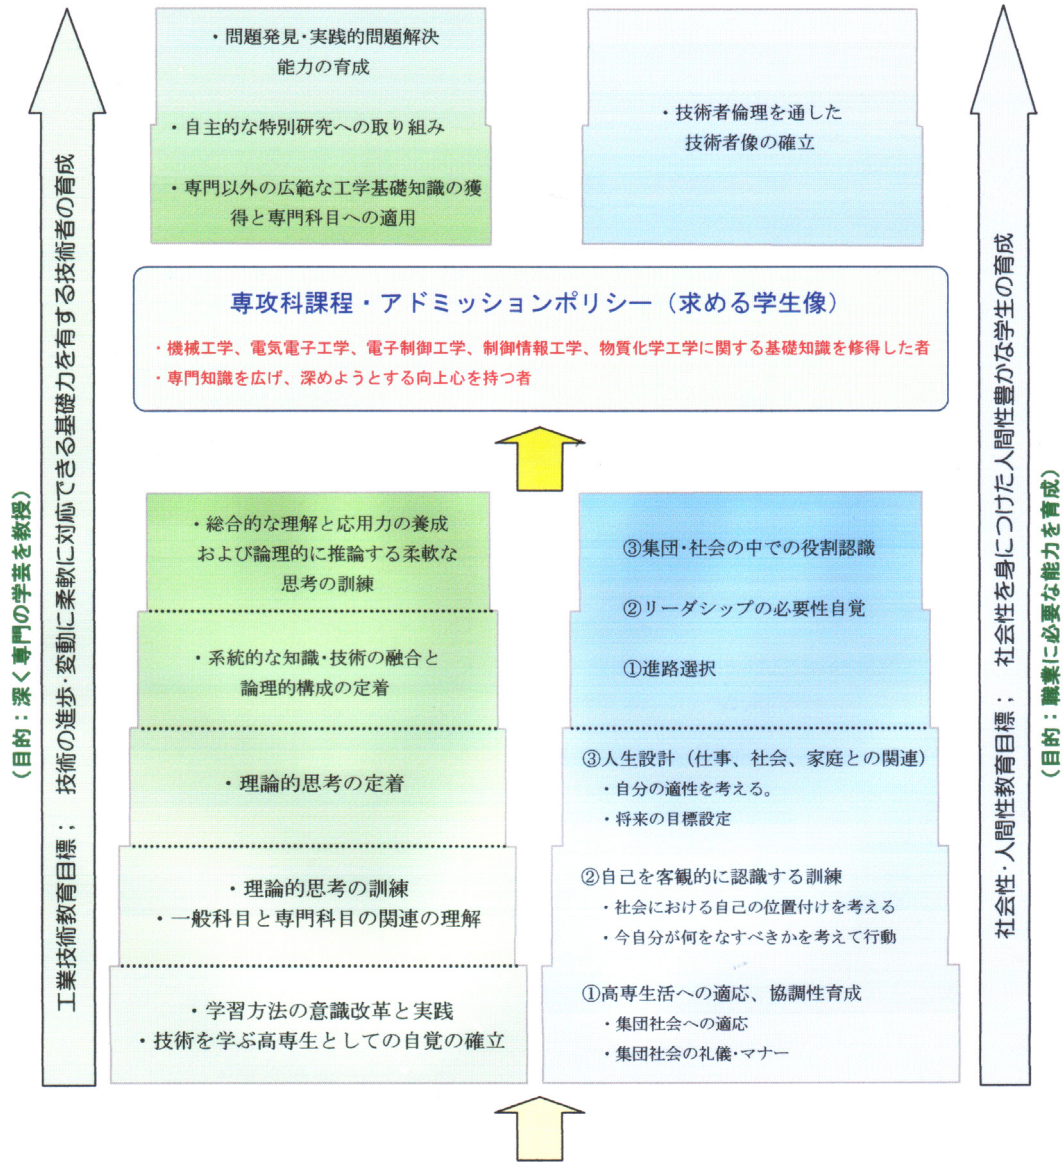 ・問題発見・実践的問題解決
能力の育成
・自主的な特別研究への取り組み
・専門以外の広範な工学基礎知識の獲
得と専門科目への適用
・技術者倫理を通した
技術者像の確立
専攻科課程・アドミッションポリシー（求める学生像）
・機械工学、電気電子工学、電子制御工学、制御情報工学、物質化学工学に関する基礎知識を修得した者
・専門知識を広げ、深めようとする向上心を持つ者
（目的：深く専門の学芸を教授）
工業技術教育目標；　技術の進歩・変動に柔軟に対応できる基礎力を有する技術者の育成
・総合的な理解と応用力の養成
および論理的に推論する柔軟な
思考の訓練
・系統的な知識・技術の融合と
論理的構成の定着
・理論的思考の定着
・理論的思考の訓練
・一般科目と専門科目の関連の理解
・学習方法の意識改革と実践
・技術を学ぶ高専生としての自覚の確立
③集団・社会の中での役割認識
②リーダシップの必要性自覚
①進路選択
③人生設計（仕事、社会、家庭との関連）
・自分の適性を考える。
・将来の目標設定
②自己を客観的に認識する訓練
・社会における自己の位置付けを考える
・今自分が何をなすべきかを考えて行動
①高専生活への適応、協調性育成
・集団社会への適応
・集団社会の礼儀・マナー
社会性・人間性教育目標；　社会性を身につけた人間性豊かな学生の育成
（目的：職業に必要な能力を育成）